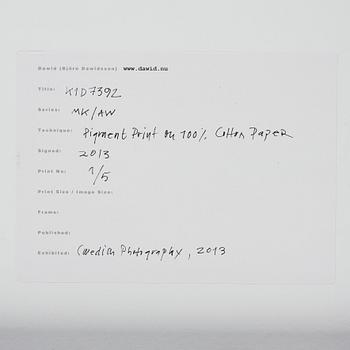 Dawid (Björn Dawidsson) www.dawid.nu
Title: K1D7392
Series: MK/AW
Technique: Pigment Print on 100% Cotton Paper
Signed: 2013
Print No: 1/5
Print Size / Image Size:
Frame:
Published:
Exhibited: Swedish Photography, 2013